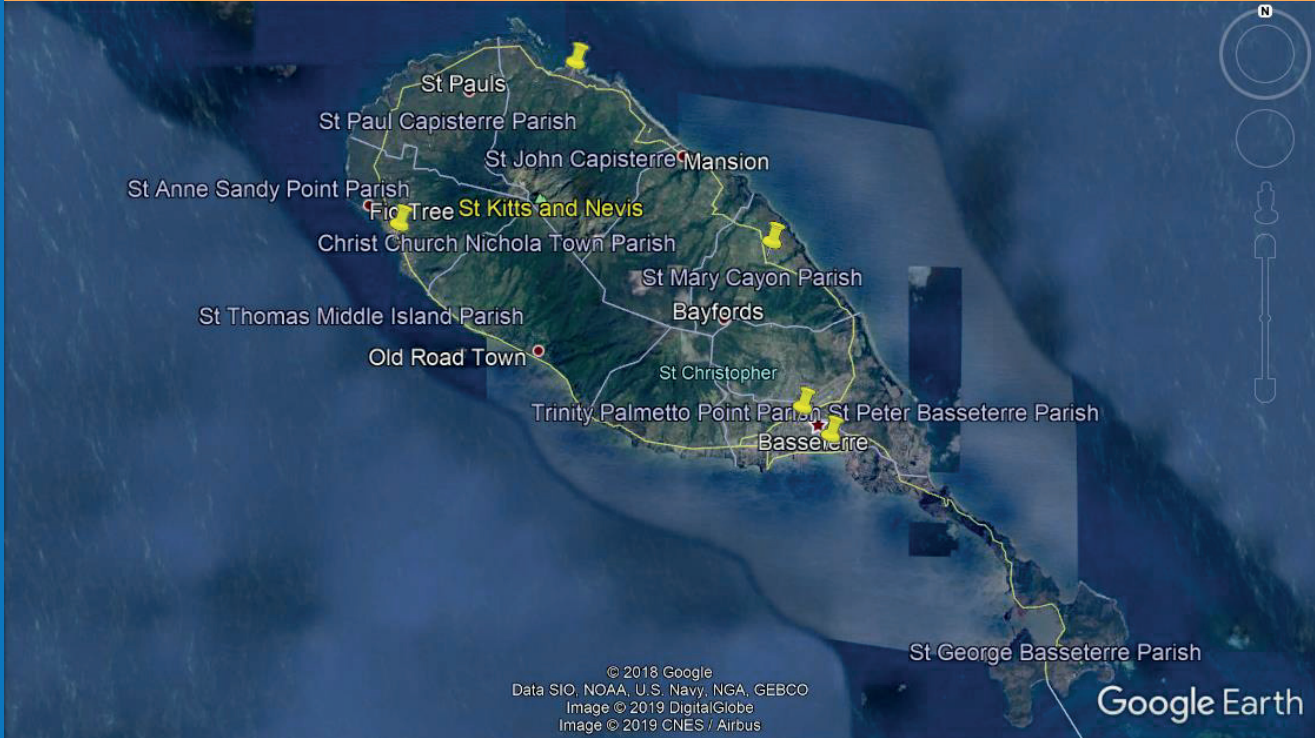 N
St Pauls
St Paul Capisterre Parish
St John Capisterre Mansion
St Anne Sandy Point Parish
Fig Tree St Kitts and Nevis
Christ Church Nichola Town Parish
St Mary Cayon Parish
St Thomas Middle Island Parish
Bayfords
Old Road Town
St Christopher
Trinity Palmetto Point Parish St Peter Basseterre Parish
Basseterre
St George Basseterre Parish
© 2018 Google
Data SIO, NOAA, U.S. Navy, NGA, GEBCO
Image © 2019 DigitalGlobe
Image © 2019 CNES / Airbus
Google Earth